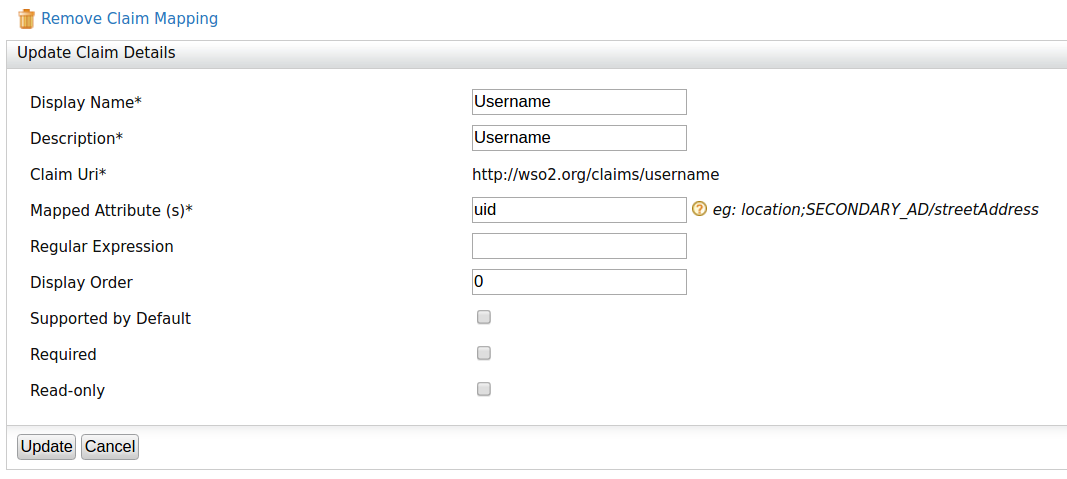 Remove Claim Mapping
Update Claim Details
Display Name* Username
Description* Username
Claim Uri* http://wso2.org/claims/username
Mapped Attribute (s)* uid ? eg: location;SECONDARY_AD/streetAddress
Regular Expression
Display Order 0
Supported by Default
Required
Read-only
Update Cancel